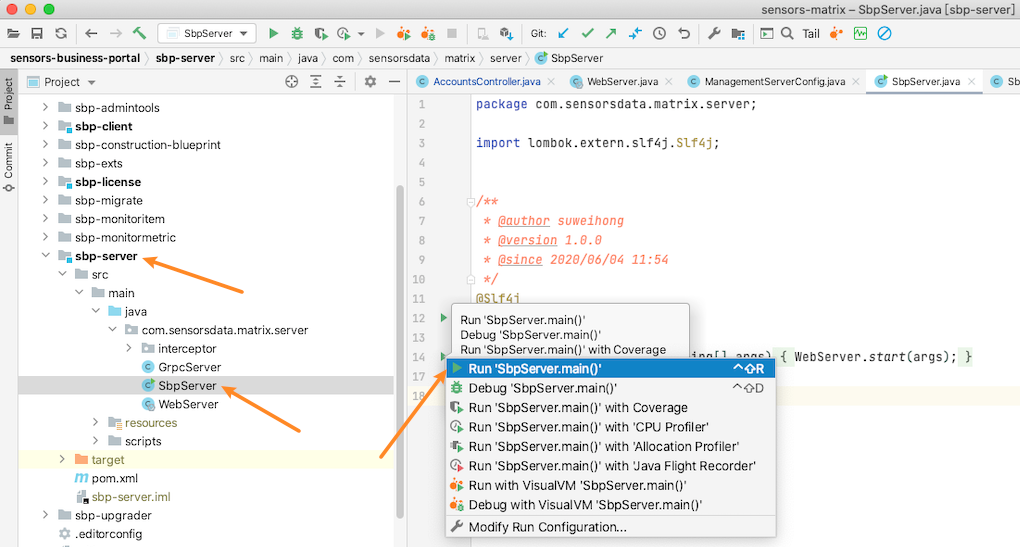 sensors-matrix – SbpServer.java [sbp-server]
SbpServer
Git:
Tail
sensors-business-portal
sbp-server
src
main
java
com
sensorsdata
matrix
server
SbpServer
Project
Commit
Project
sbp-admintools
sbp-client
sbp-construction-blueprint
sbp-exts
sbp-license
sbp-migrate
sbp-monitoritem
sbp-monitormetric
sbp-server
src
main
java
com.sensorsdata.matrix.server
interceptor
GrpcServer
SbpServer
WebServer
resources
scripts
target
pom.xml
sbp-server.iml
sbp-upgrader
.editorconfig
AccountsController.java
WebServer.java
ManagementServerConfig.java
SbpServer.java
Sb
1 package com.sensorsdata.matrix.server;
2
3 import lombok.extern.slf4j.Slf4j;
4
5
6 /**
7 * @author suweihong
8 * @version 1.0.0
9 * @since 2020/06/04 11:54
10 */
11 @Slf4j
12
13
14 ing[] args) { WebServer.start(args); }
17
18
Run 'SbpServer.main()'
Debug 'SbpServer.main()'
Run 'SbpServer.main()' with Coverage
Run 'SbpServer.main()' ^⇧R
Debug 'SbpServer.main()' ^⇧D
Run 'SbpServer.main()' with Coverage
Run 'SbpServer.main()' with 'CPU Profiler'
Run 'SbpServer.main()' with 'Allocation Profiler'
Run 'SbpServer.main()' with 'Java Flight Recorder'
Run with VisualVM 'SbpServer.main()'
Debug with VisualVM 'SbpServer.main()'
Modify Run Configuration...